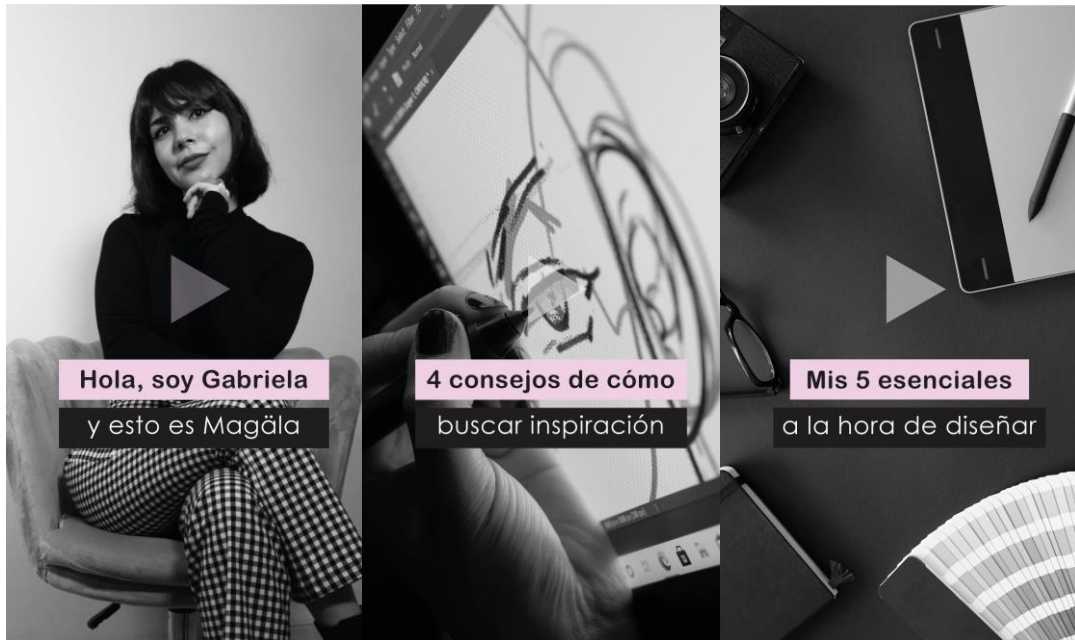 Hola, soy Gabriela
y esto es Magäla
4 consejos de cómo
buscar inspiración
Mis 5 esenciales
a la hora de diseñar